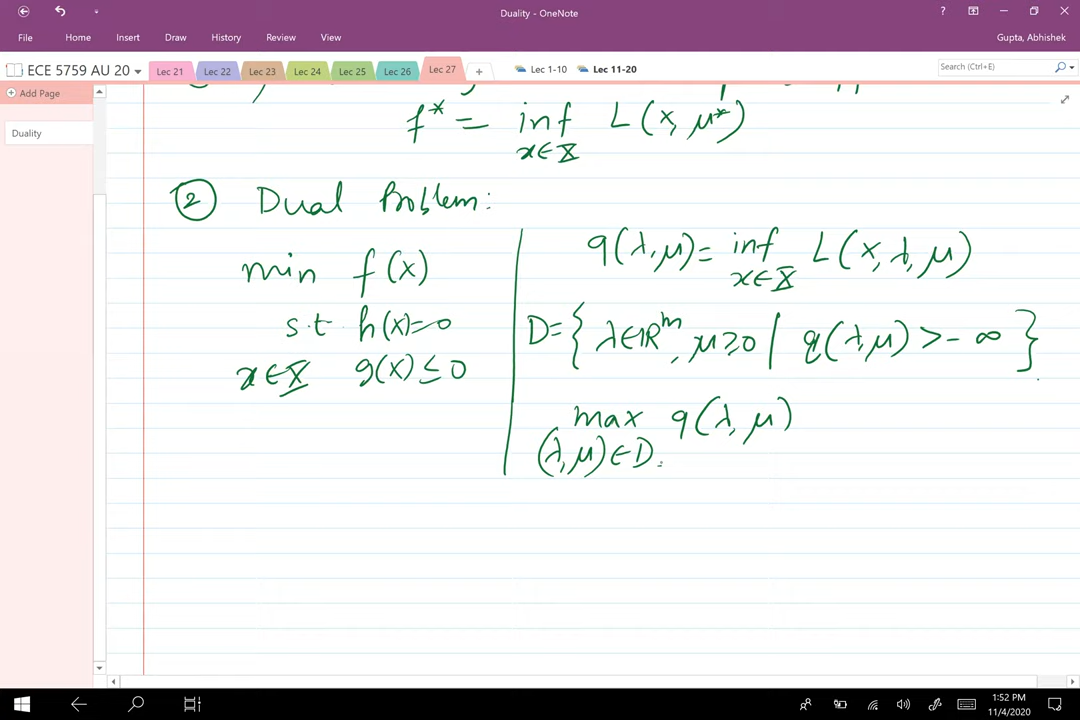 Duality - OneNote
File Home Insert Draw History Review View
Gupta, Abhishek
ECE 5759 AU 20
Lec 21 Lec 22 Lec 23 Lec 24 Lec 25 Lec 26 Lec 27 + Lec 1-10 Lec 11-20
Search (Ctrl+E)
Add Page
Duality
f* = inf L(x, μ*)
x∈X
② Dual Problem:
min f(x)
s.t. h(x)=0
x∈X g(x) ≤ 0
q(λ,μ) = inf L(x, λ, μ)
x∈X
D = { λ∈ℝᵐ, μ≥0 | q(λ,μ) > -∞ }.
max q(λ, μ)
(λ,μ)∈D.
1:52 PM
11/4/2020